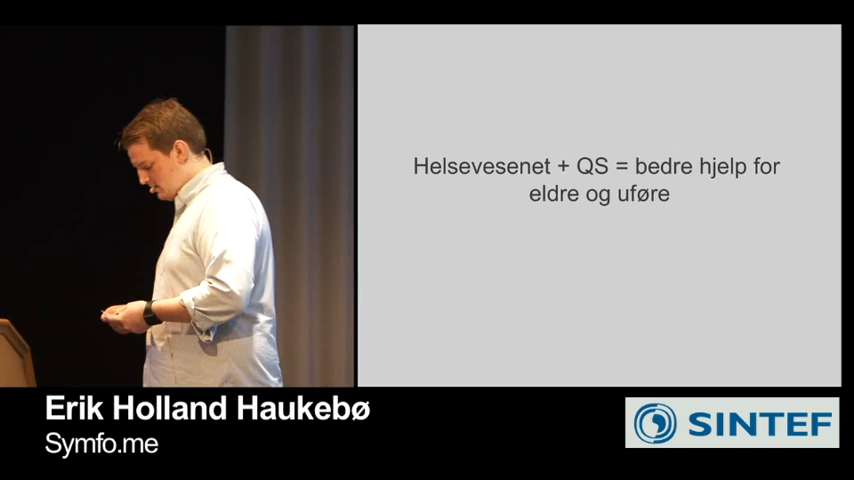 Helsevesenet + QS = bedre hjelp for
eldre og uføre
Erik Holland Haukebø
Symfo.me
SINTEF